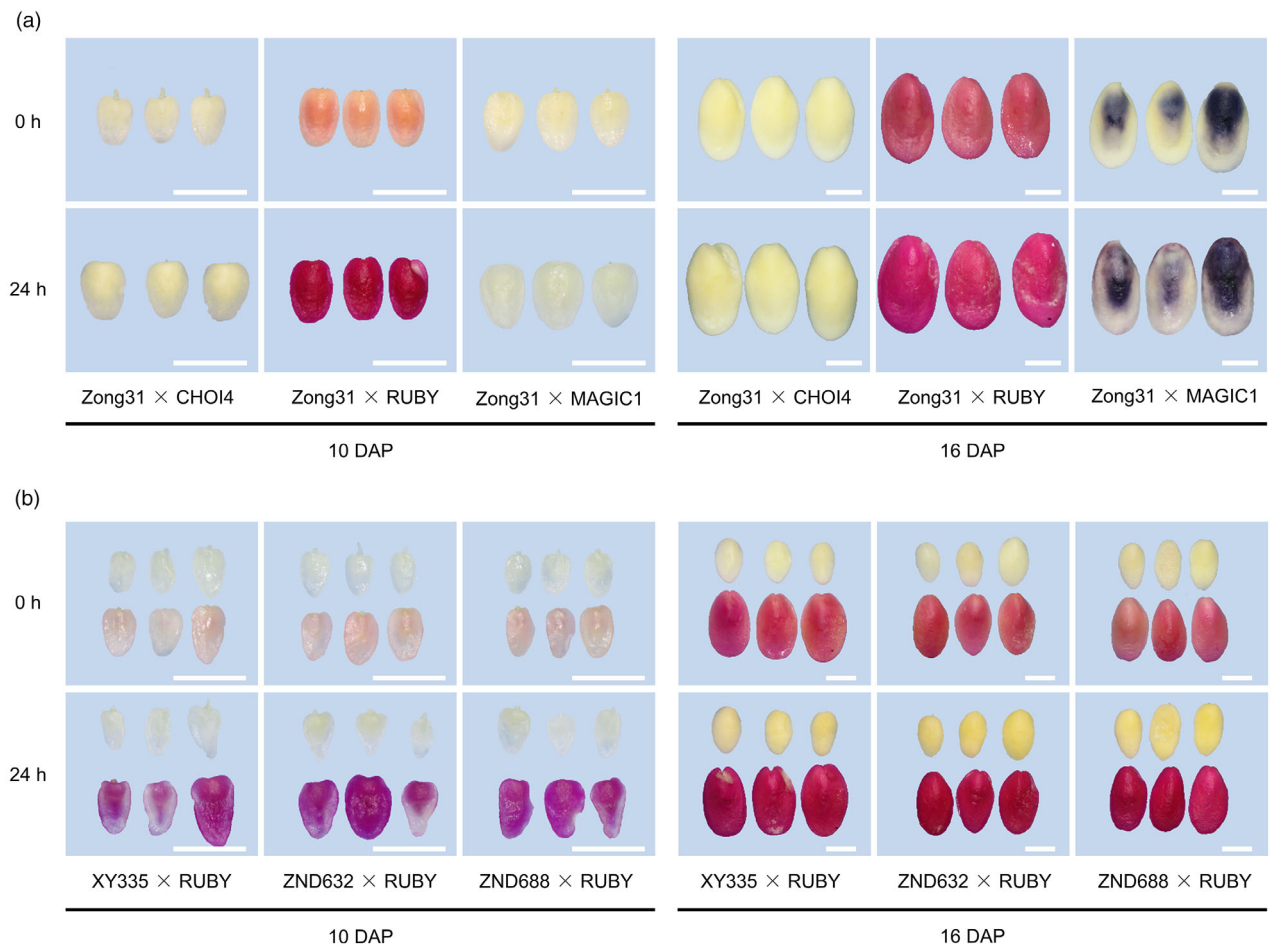 (a)
0 h
24 h
Zong31 × CHOI4
Zong31 × RUBY
Zong31 × MAGIC1
Zong31 × CHOI4
Zong31 × RUBY
Zong31 × MAGIC1
10 DAP
16 DAP
(b)
0 h
24 h
XY335 × RUBY
ZND632 × RUBY
ZND688 × RUBY
XY335 × RUBY
ZND632 × RUBY
ZND688 × RUBY
10 DAP
16 DAP